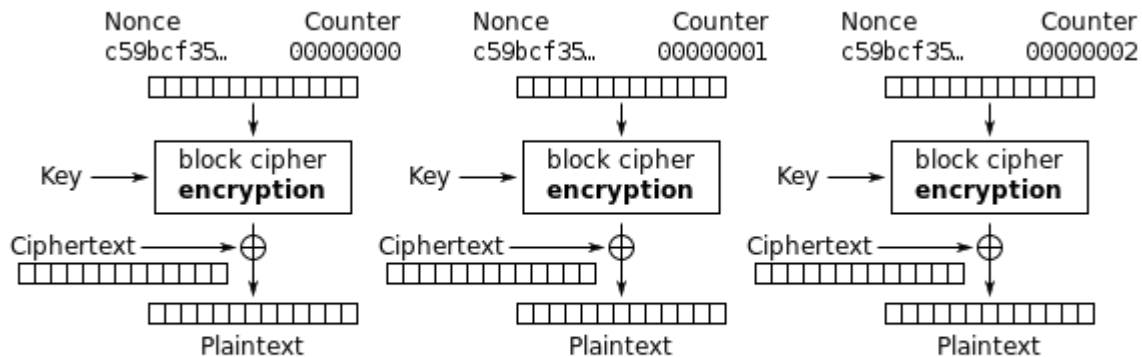 Nonce Counter Nonce Counter Nonce Counter
c59bcf35… 00000000 c59bcf35… 00000001 c59bcf35… 00000002
block cipher block cipher block cipher
Key encryption Key encryption Key encryption
Ciphertext Ciphertext Ciphertext
Plaintext Plaintext Plaintext